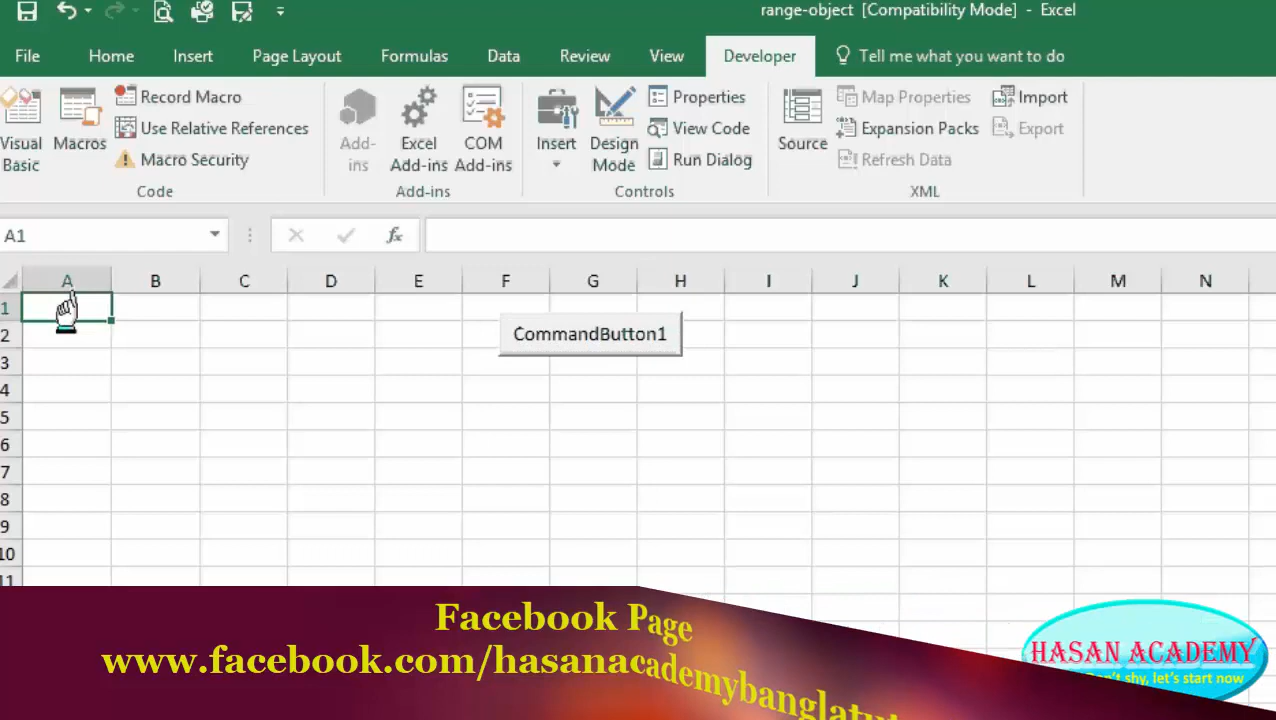 range-object [Compatibility Mode] - Excel
File Home Insert Page Layout Formulas Data Review View Developer Tell me what you want to do
Visual Basic
Macros
Record Macro
Use Relative References
Macro Security
Code
Add-ins
Excel Add-ins
COM Add-ins
Add-ins
Insert
Design Mode
Properties
View Code
Run Dialog
Controls
Source
Map Properties
Expansion Packs
Refresh Data
Import
Export
XML
A1
fx
A B C D E F G H I J K L M N
1
2
3
4
5
6
7
8
9
10
11
CommandButton1
Facebook Page
www.facebook.com/hasanacademybanglatu
HASAN ACADEMY
Don't shy, let's start now